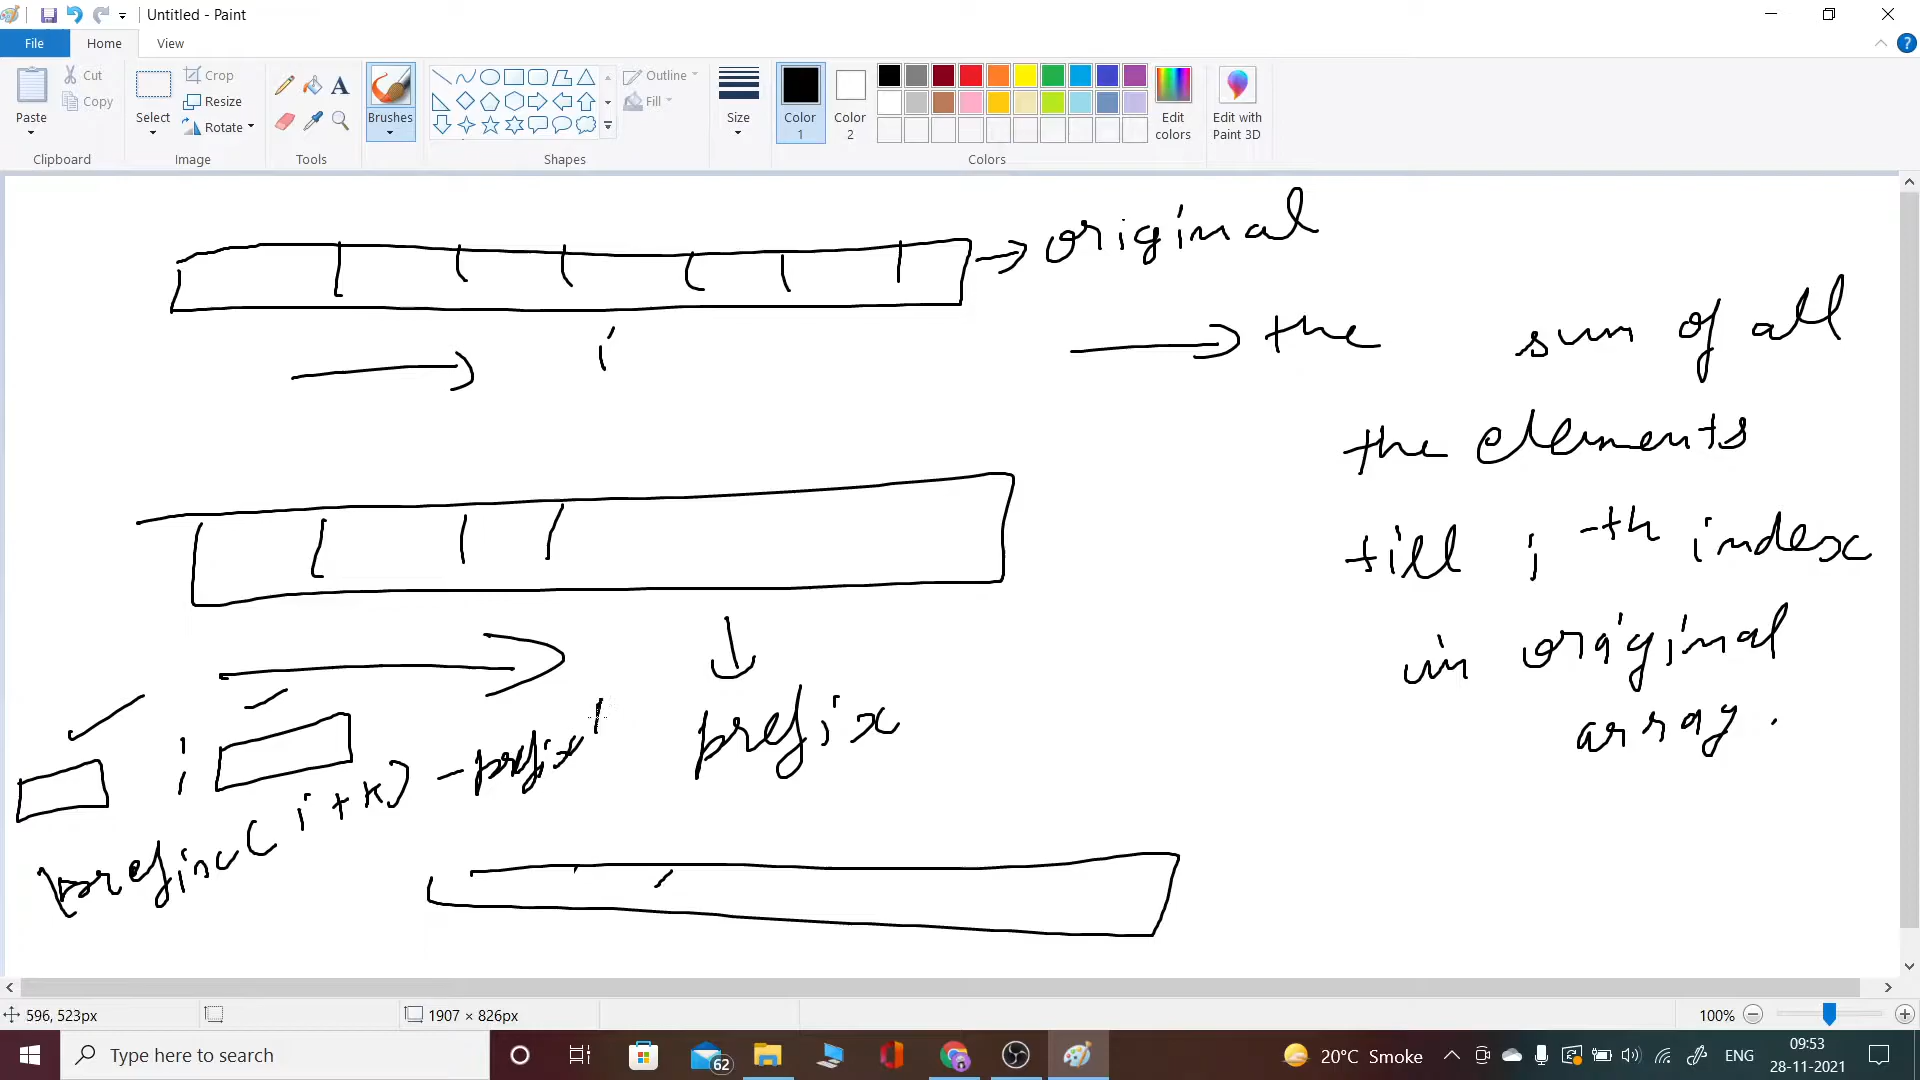 Untitled - Paint
File Home View
Paste
Cut
Copy
Clipboard
Select
Crop
Resize
Rotate
Image
Tools
Brushes
Outline
Fill
Shapes
Size
Color 1
Color 2
Edit colors
Colors
Edit with Paint 3D
original
i
the sum of all
the elements
till i-th index
in original
array.
prefix
i
prefix(i+k) - prefix
596, 523px
1907 × 826px
100%
Type here to search
62
20°C Smoke
ENG
09:53
28-11-2021